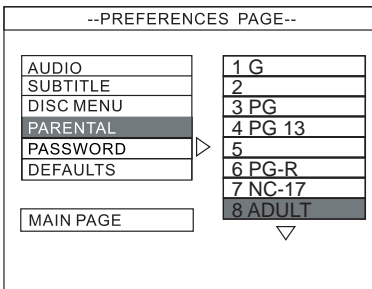 --PREFERENCES PAGE--
AUDIO
SUBTITLE
DISC MENU
PARENTAL
PASSWORD
DEFAULTS
MAIN PAGE
1 G
2
3 PG
4 PG 13
5
6 PG-R
7 NC-17
8 ADULT